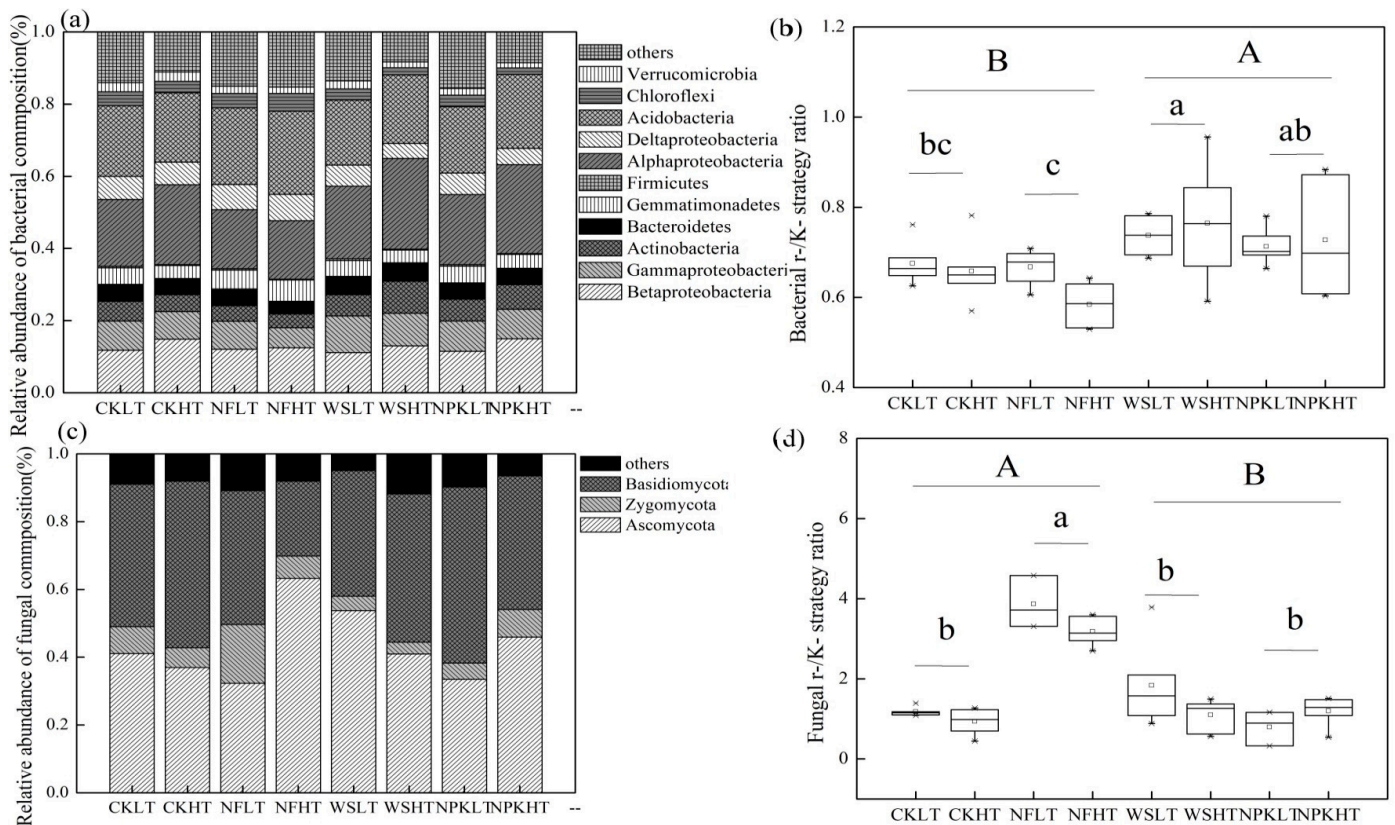 (a)
Relative abundance of bacterial commposition(%)
1.0
0.8
0.6
0.4
0.2
0.0
CKLT CKHT NFLT NFHT WSLT WSHT NPKLT NPKHT --
others
Verrucomicrobia
Chloroflexi
Acidobacteria
Deltaproteobacteria
Alphaproteobacteria
Firmicutes
Gemmatimonadetes
Bacteroidetes
Actinobacteria
Gammaproteobacteri
Betaproteobacteria
(b)
Bacterial r-/K- strategy ratio
1.2
1.0
0.8
0.6
0.4
B
A
bc
c
a
ab
CKLT CKHT NFLT NFHT WSLT WSHT NPKLT NPKHT
(c)
Relative abundance of fungal commposition(%)
1.0
0.8
0.6
0.4
0.2
0.0
CKLT CKHT NFLT NFHT WSLT WSHT NPKLT NPKHT --
others
Basidiomycota
Zygomycota
Ascomycota
(d)
Fungal r-/K- strategy ratio
8
6
4
2
0
A
B
b
a
b
b
CKLT CKHT NFLT NFHT WSLT WSHT NPKLT NPKHT